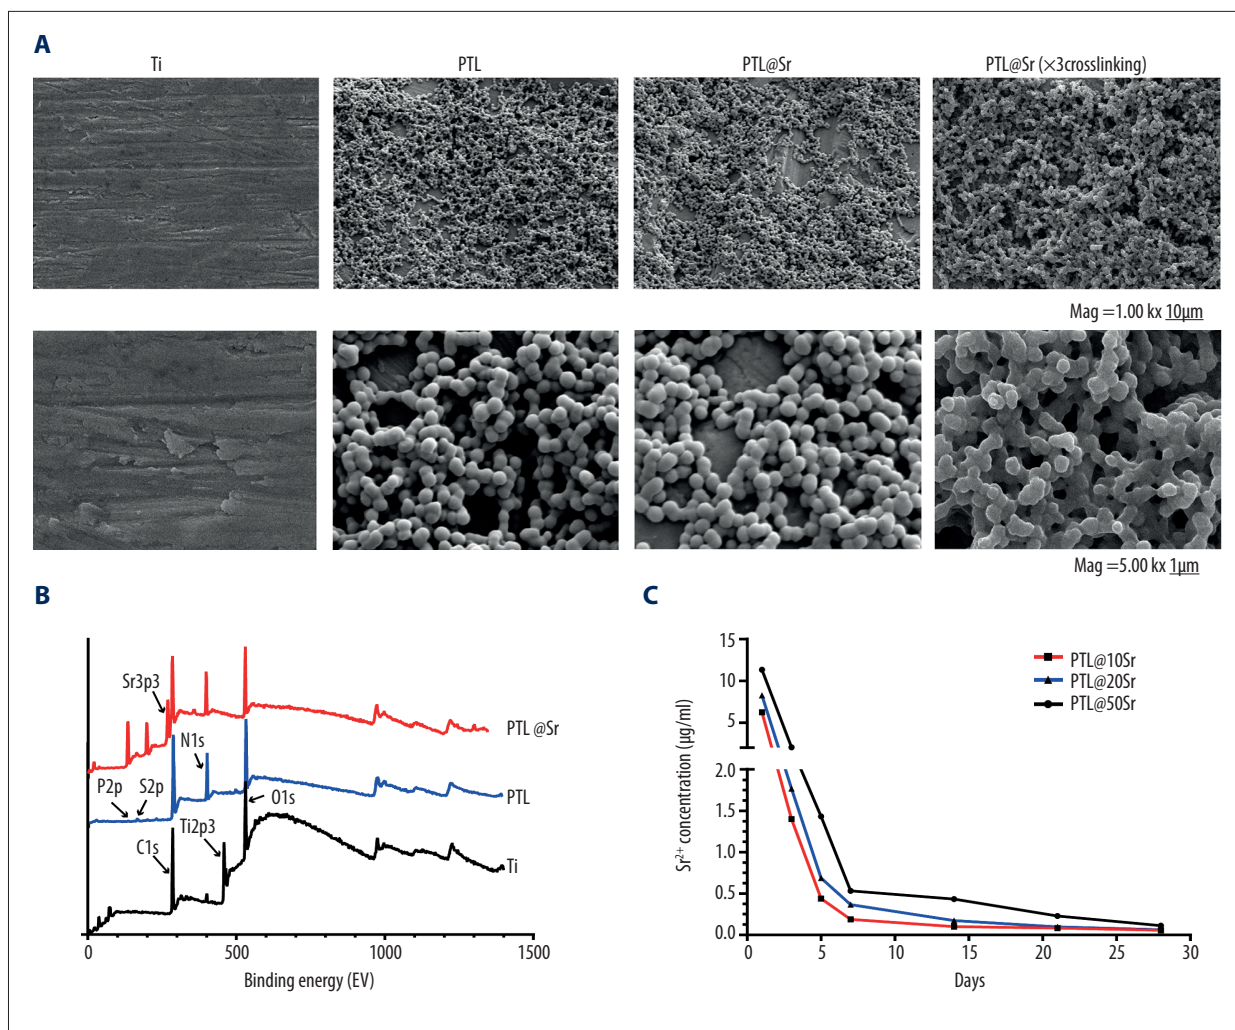 A
Ti PTL PTL@Sr PTL@Sr (×3crosslinking)
Mag =1.00 kx 10µm
Mag =5.00 kx 1µm
B
Sr3p3
PTL @Sr
N1s
P2p S2p
PTL
O1s
Ti2p3
C1s
Ti
0 500 1000 1500
Binding energy (EV)
C
15
10
5
2.0
1.5
1.0
0.5
0.0
Sr²⁺ concentration (µg/ml)
PTL@10Sr
PTL@20Sr
PTL@50Sr
0 5 10 15 20 25 30
Days